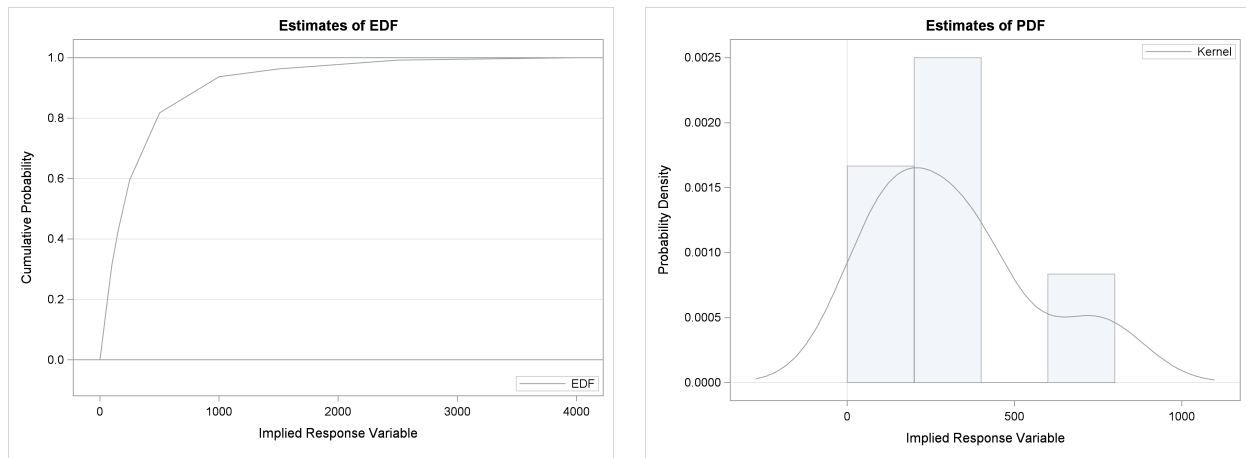 Estimates of EDF
1.0
0.8
0.6
0.4
0.2
0.0
Cumulative Probability
EDF
0
1000
2000
3000
4000
Implied Response Variable
Estimates of PDF
Kernel
0.0025
0.0020
0.0015
0.0010
0.0005
0.0000
Probability Density
0
500
1000
Implied Response Variable